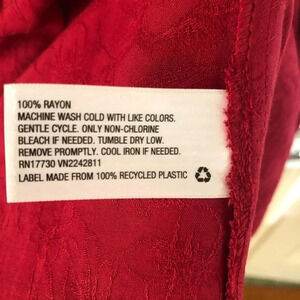 100% RAYON
MACHINE WASH COLD WITH LIKE COLORS.
GENTLE CYCLE. ONLY NON-CHLORINE
BLEACH IF NEEDED. TUMBLE DRY LOW.
REMOVE PROMPTLY. COOL IRON IF NEEDED.
RN17730 VN2242811
LABEL MADE FROM 100% RECYCLED PLASTIC